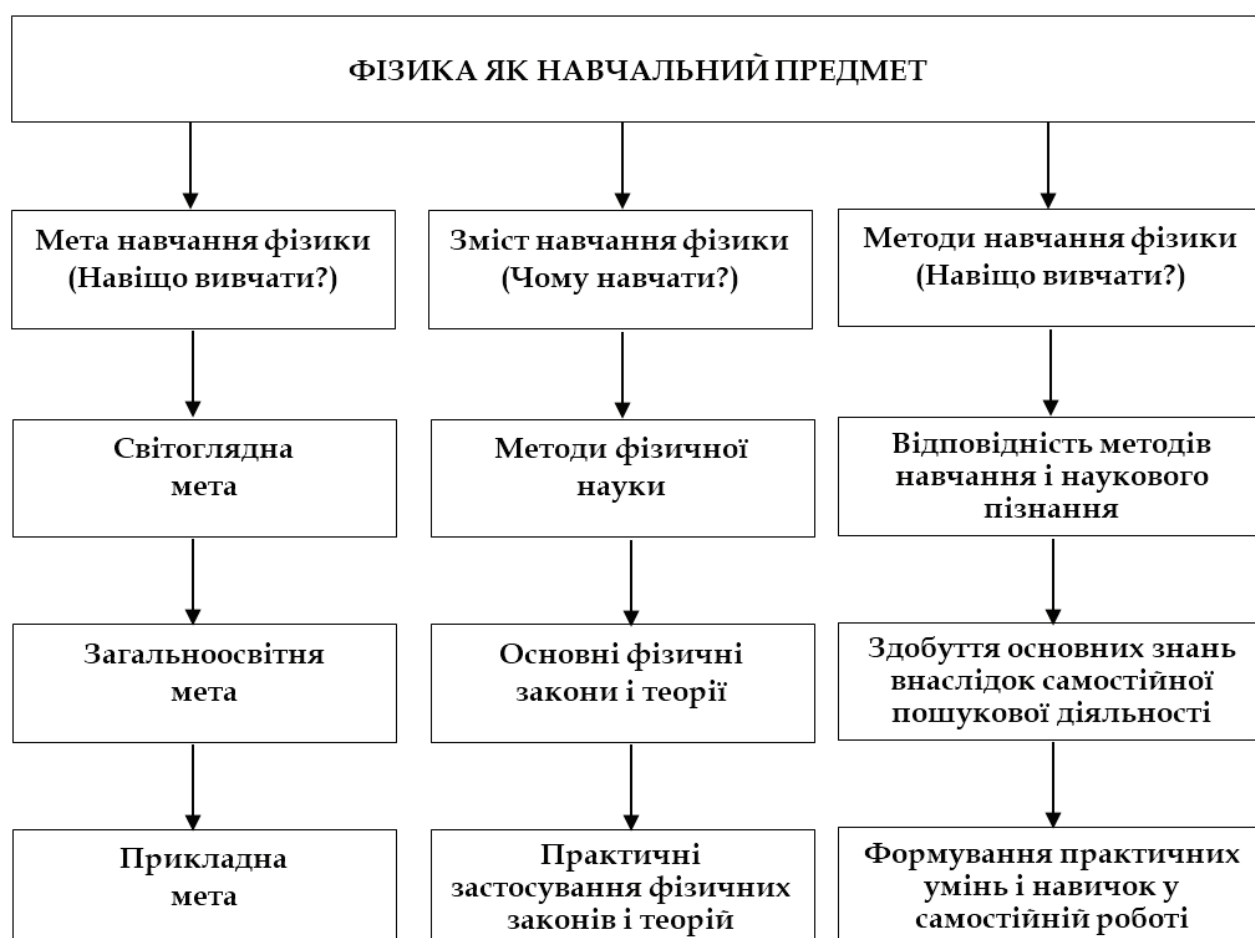 ФІЗИКА ЯК НАВЧАЛЬНИЙ ПРЕДМЕТ
Мета навчання фізики
(Навіщо вивчати?)
Зміст навчання фізики
(Чому навчати?)
Методи навчання фізики
(Навіщо вивчати?)
Світоглядна
мета
Методи фізичної
науки
Відповідність методів
навчання і наукового
пізнання
Загальноосвітня
мета
Основні фізичні
закони і теорії
Здобуття основних знань
внаслідок самостійної
пошукової діяльності
Прикладна
мета
Практичні
застосування фізичних
законів і теорій
Формування практичних
умінь і навичок у
самостійній роботі